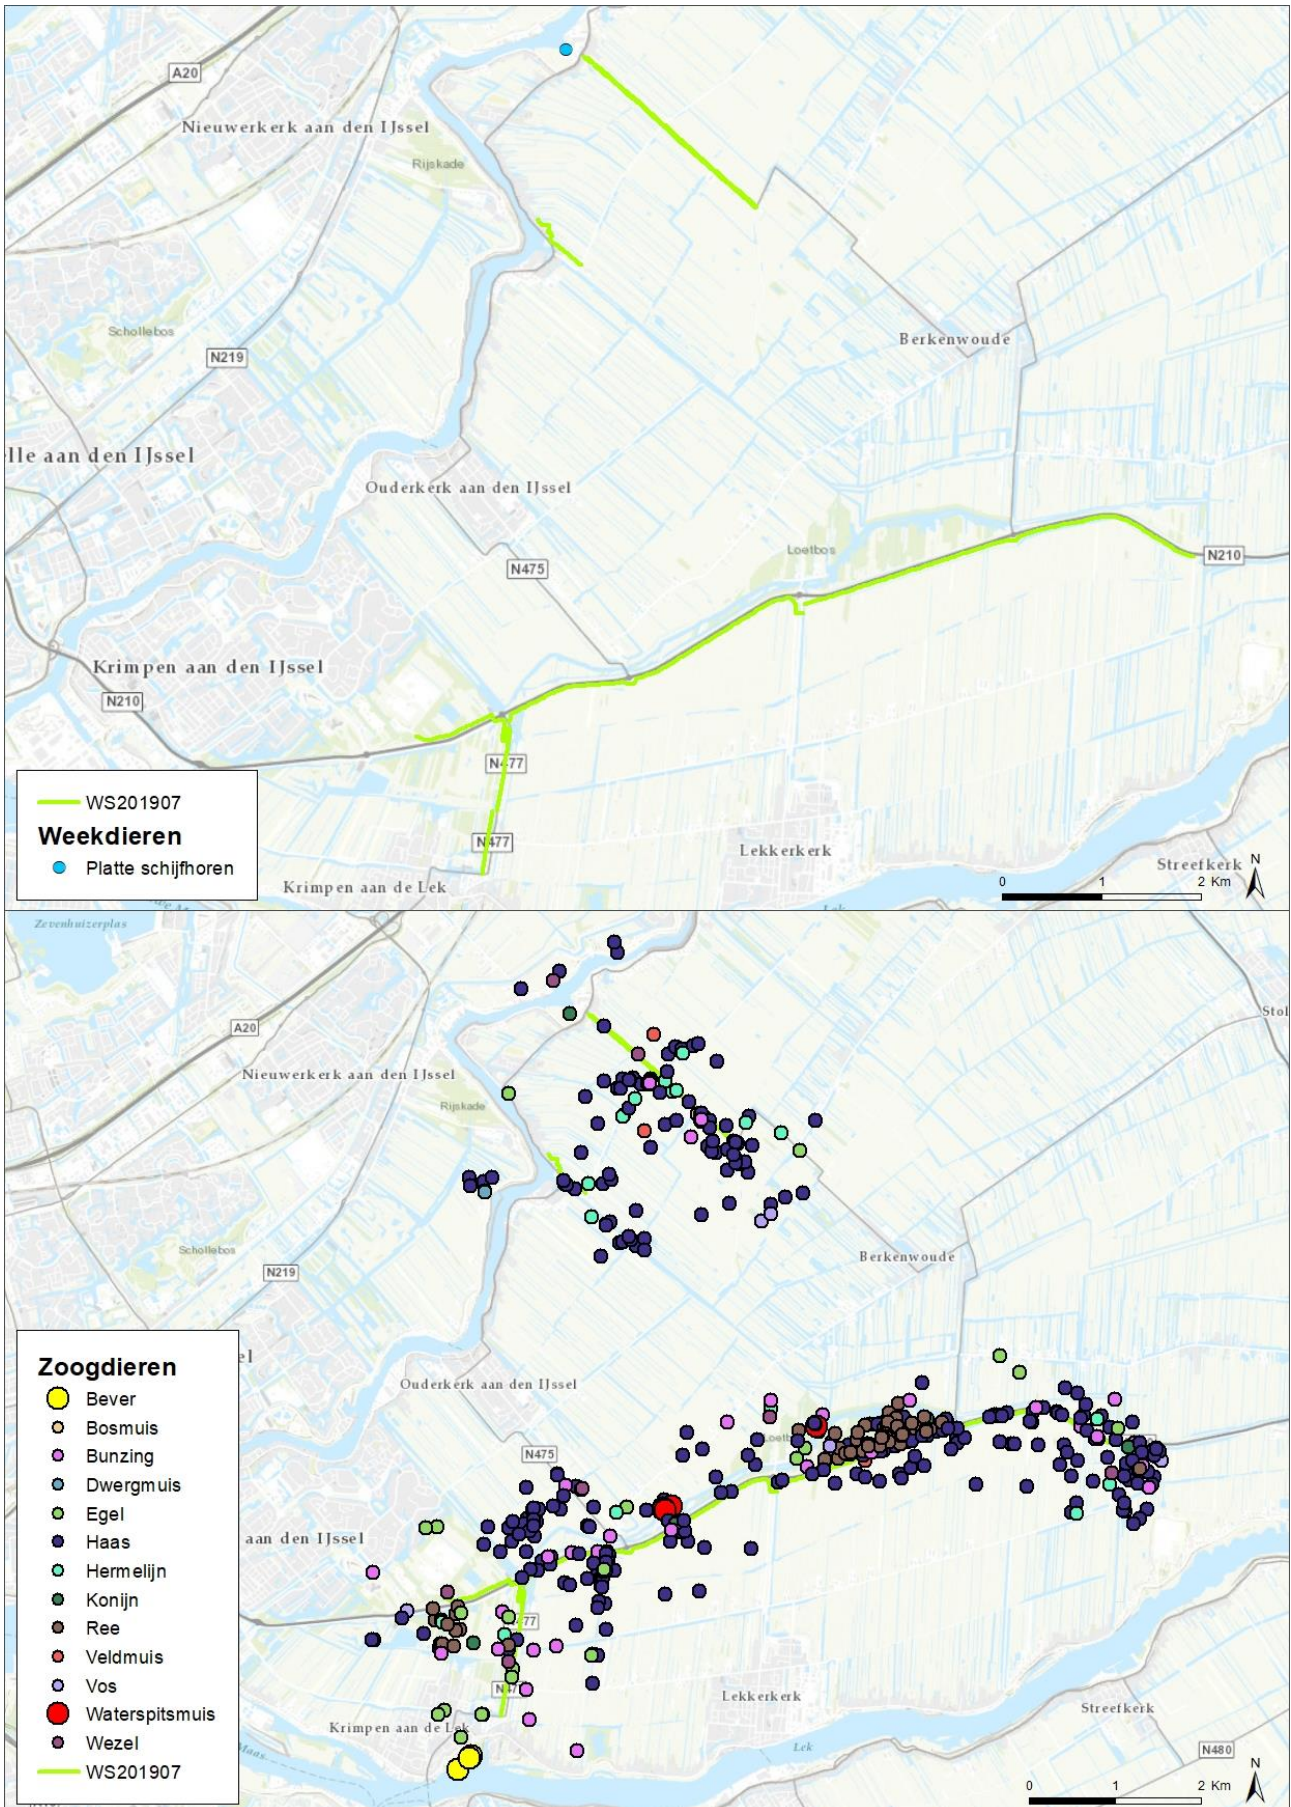 A20
Nieuwerkerk aan den IJssel
Rijskade
Schollebos
N219
Berkenwoude
lle aan den IJssel
Ouderkerk aan den IJssel
Loetbos
N475
N210
Krimpen aan den IJssel
N210
N477
N477
Lekkerkerk
Streefkerk
Krimpen aan de Lek
Lek
WS201907
Weekdieren
Platte schijfhoren
0 1 2 Km
N
Zevenhuizerplas
A20
Stol
Nieuwerkerk aan den IJssel
Rijskade
Schollebos
Berkenwoude
N219
el
Ouderkerk aan den IJssel
N475
aan den IJssel
Lekkerkerk
Streefkerk
Krimpen aan de Lek
Maas
Lek
N480
Zoogdieren
Bever
Bosmuis
Bunzing
Dwergmuis
Egel
Haas
Hermelijn
Konijn
Ree
Veldmuis
Vos
Waterspitsmuis
Wezel
WS201907
0 1 2 Km
N